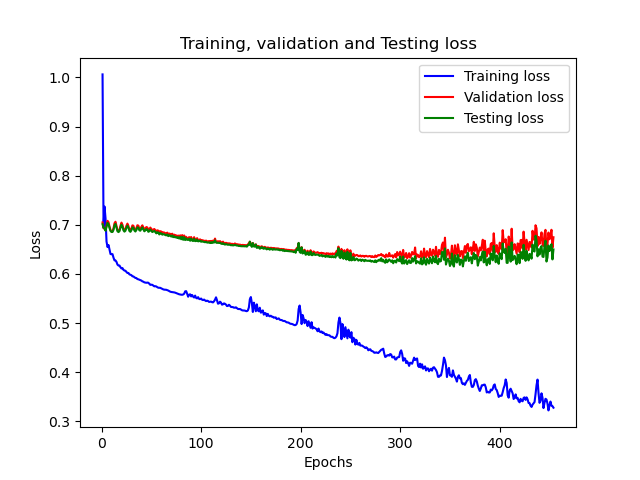 Training, validation and Testing loss
1.0
0.9
0.8
0.7
0.6
0.5
0.4
0.3
Loss
Training loss
Validation loss
Testing loss
0
100
200
300
400
Epochs